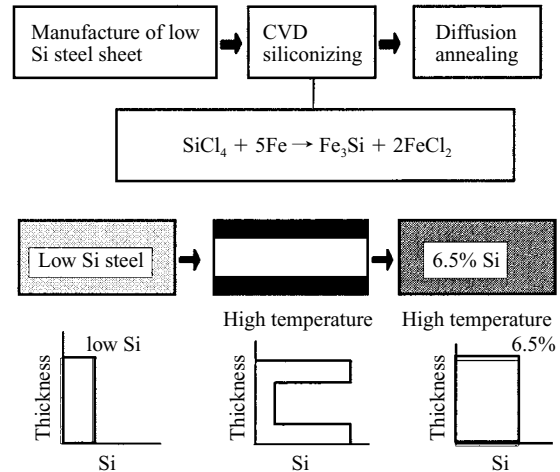 Manufacture of low
Si steel sheet
CVD
siliconizing
Diffusion
annealing
SiCl₄ + 5Fe → Fe₃Si + 2FeCl₂
Low Si steel
6.5% Si
High temperature
High temperature
low Si
6.5%
Thickness
Thickness
Thickness
Si
Si
Si